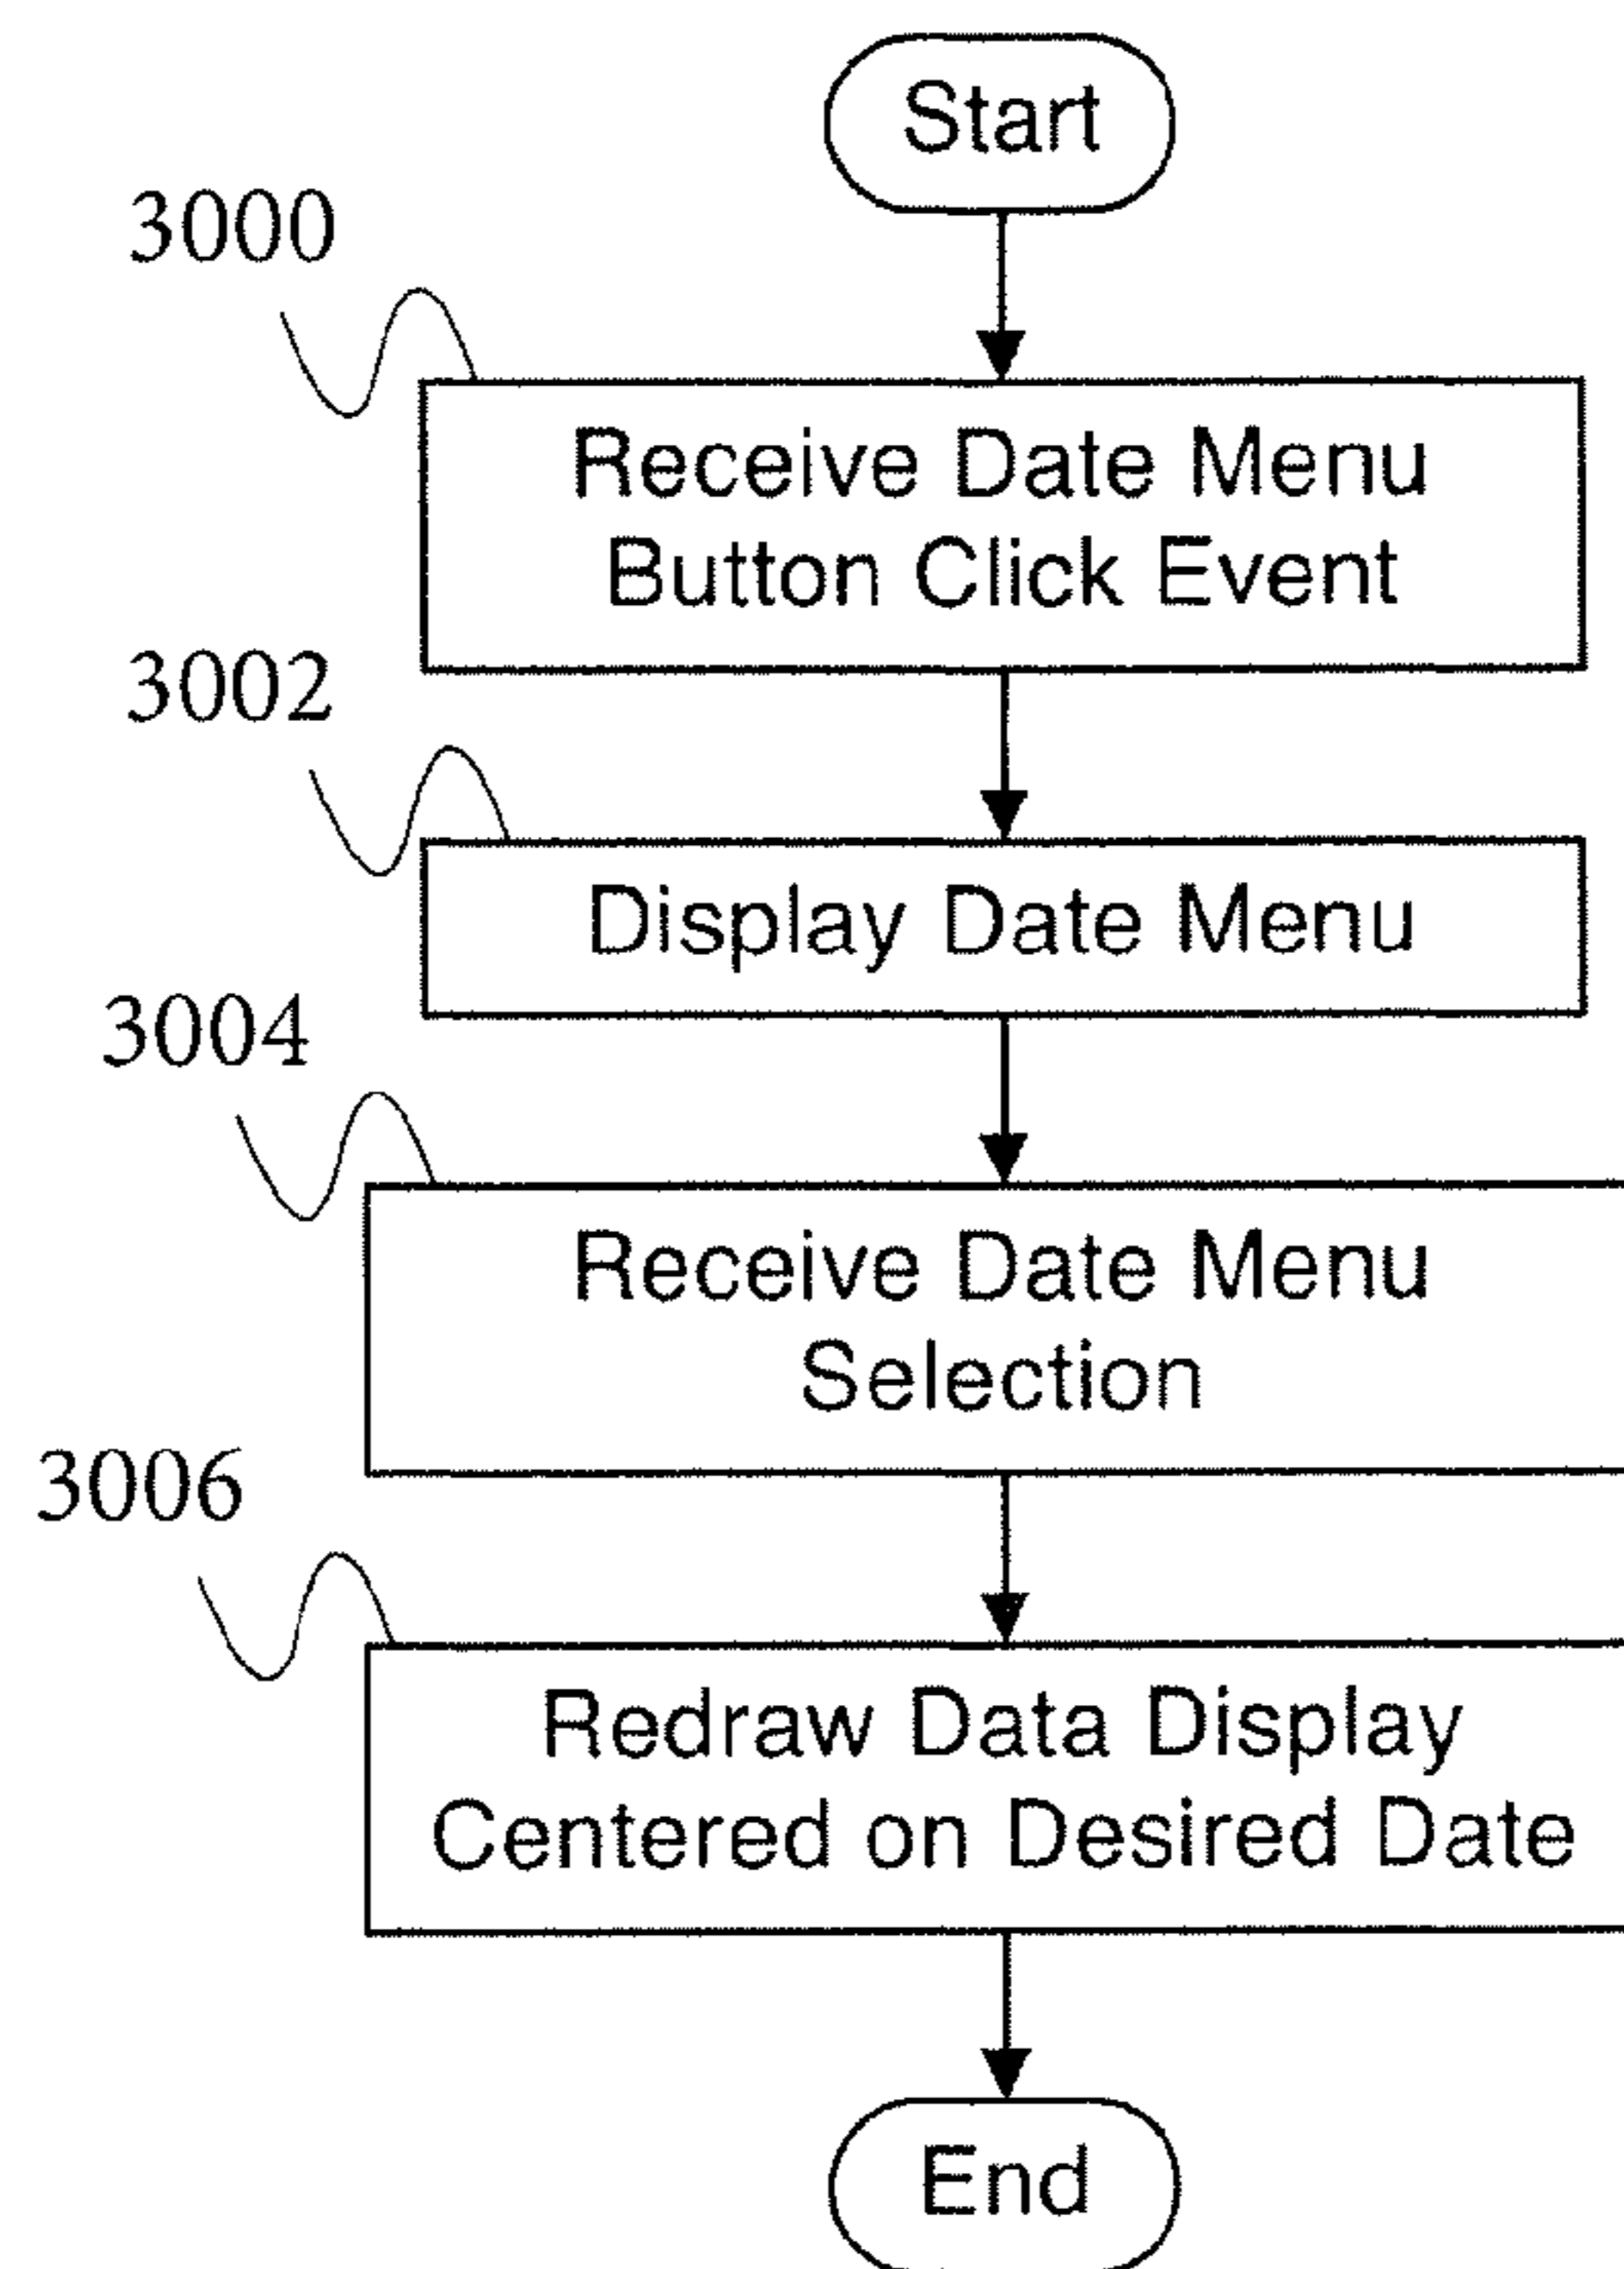 Start
3000
Receive Date Menu
Button Click Event
3002
Display Date Menu
3004
Receive Date Menu
Selection
3006
Redraw Data Display
Centered on Desired Date
End